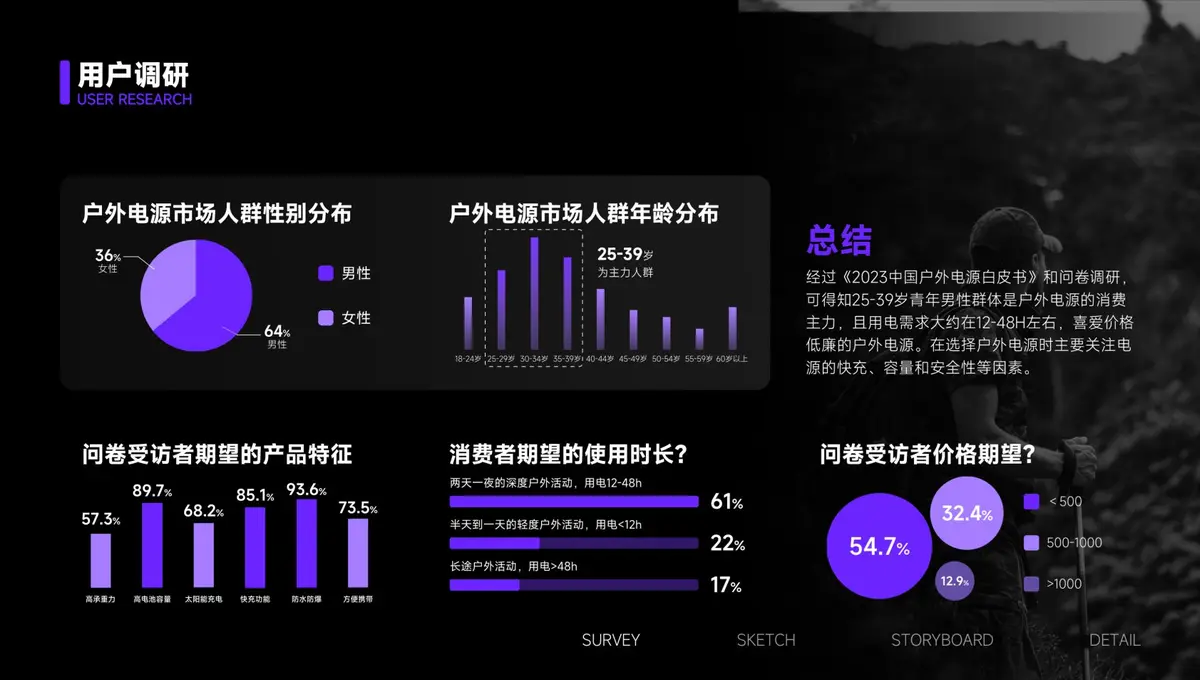 用户调研
USER RESEARCH
户外电源市场人群性别分布
36%
女性
64%
男性
男性
女性
户外电源市场人群年龄分布
25-39岁
为主力人群
18-24岁 25-29岁 30-34岁 35-39岁 40-44岁 45-49岁 50-54岁 55-59岁 60岁以上
总结
经过《2023中国户外电源白皮书》和问卷调研，
可得知25-39岁青年男性群体是户外电源的消费
主力，且用电需求大约在12-48H左右，喜爱价格
低廉的户外电源。在选择户外电源时主要关注电
源的快充、容量和安全性等因素。
问卷受访者期望的产品特征
57.3% 89.7% 68.2% 85.1% 93.6% 73.5%
高承重力 高电池容量 太阳能充电 快充功能 防水防爆 方便携带
消费者期望的使用时长?
两天一夜的深度户外活动，用电12-48h
61%
半天到一天的轻度户外活动，用电<12h
22%
长途户外活动，用电>48h
17%
问卷受访者价格期望?
54.7%
32.4%
12.9%
<500
500-1000
>1000
SURVEY SKETCH STORYBOARD DETAIL